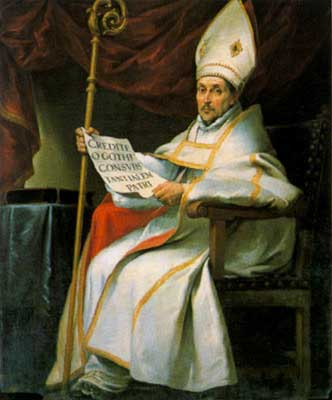 CREDITE
O GOTHI
CONSVBS
TANTIALEM
PATRI